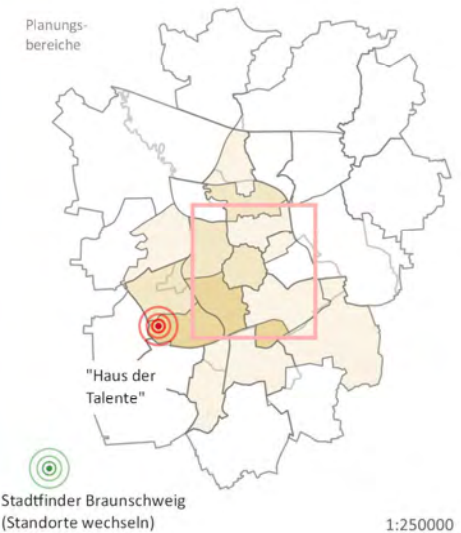 Planungs-
bereiche
"Haus der
Talente"
Stadtfinder Braunschweig
(Standorte wechseln)
1:250000